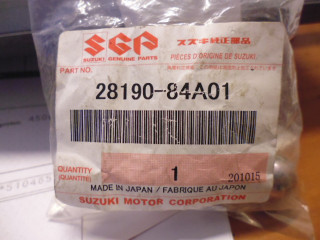 SGP
スズキ純正部品
SUZUKI GENUINE PARTS
PIÈCES D'ORIGINE DE SUZUKI
PART NO.
28190-84A01
QUANTITY
(QUANTITÉ)
1
201015
MADE IN JAPAN / FABRIQUE AU JAPON
SUZUKI MOTOR CORPORATION